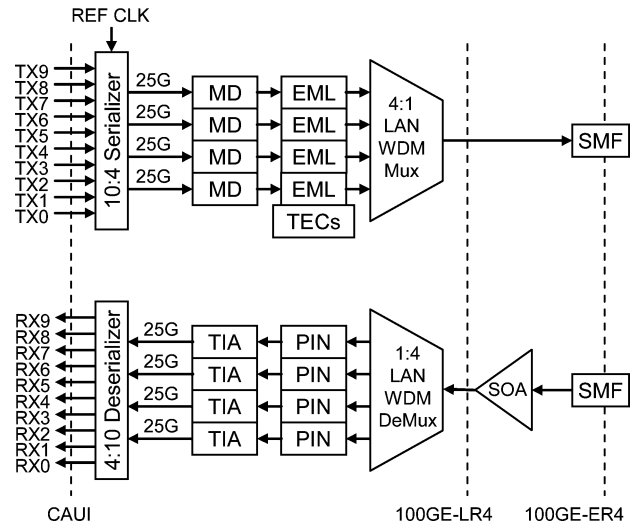 REF CLK
TX9
TX8
TX7
TX6
TX5
TX4
TX3
TX2
TX1
TX0
10:4 Serializer
25G
25G
25G
25G
MD
MD
MD
MD
EML
EML
EML
EML
TECs
4:1
LAN
WDM
Mux
SMF
RX9
RX8
RX7
RX6
RX5
RX4
RX3
RX2
RX1
RX0
4:10 Deserializer
25G
25G
25G
25G
TIA
TIA
TIA
TIA
PIN
PIN
PIN
PIN
1:4
LAN
WDM
DeMux
SOA
SMF
CAUI
100GE-LR4
100GE-ER4